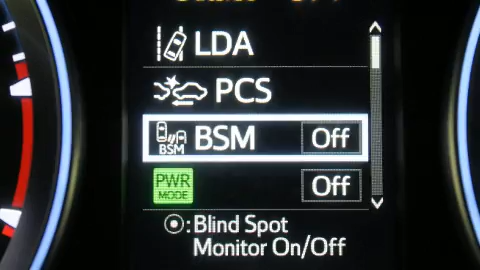 LDA
PCS
BSM BSM Off
PWR MODE Off
: Blind Spot
Monitor On/Off